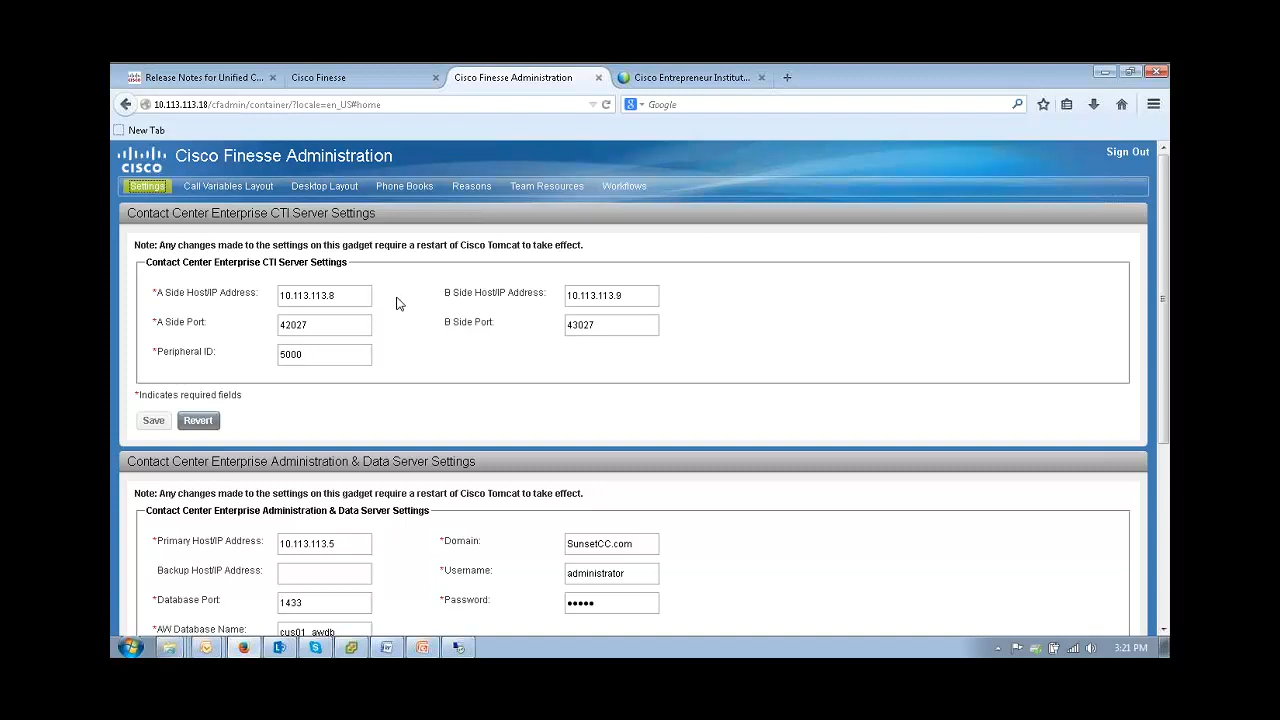 Release Notes for Unified C... Cisco Finesse Cisco Finesse Administration Cisco Entrepreneur Institut...
10.113.113.18/cfadmin/container/?locale=en_US#home Google
New Tab
CISCO Cisco Finesse Administration Sign Out
Settings Call Variables Layout Desktop Layout Phone Books Reasons Team Resources Workflows
Contact Center Enterprise CTI Server Settings
Note: Any changes made to the settings on this gadget require a restart of Cisco Tomcat to take effect.
Contact Center Enterprise CTI Server Settings
*A Side Host/IP Address: 10.113.113.8 B Side Host/IP Address: 10.113.113.9
*A Side Port: 42027 B Side Port: 43027
*Peripheral ID: 5000
*Indicates required fields
Save Revert
Contact Center Enterprise Administration & Data Server Settings
Note: Any changes made to the settings on this gadget require a restart of Cisco Tomcat to take effect.
Contact Center Enterprise Administration & Data Server Settings
*Primary Host/IP Address: 10.113.113.5 *Domain: SunsetCC.com
Backup Host/IP Address: *Username: administrator
*Database Port: 1433 *Password: •••••
*AW Database Name: cus01_awdb
3:21 PM